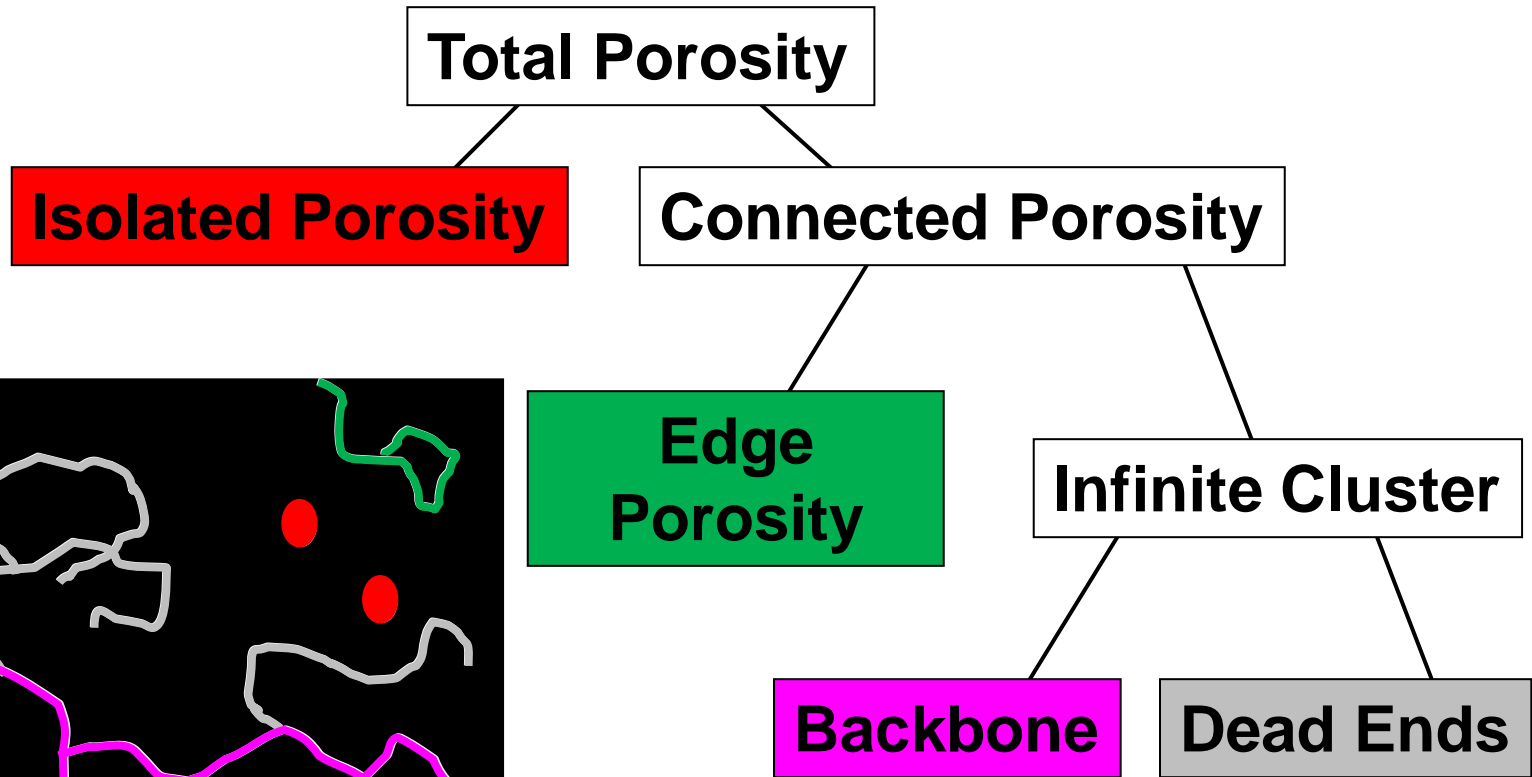 Total Porosity
Isolated Porosity
Connected Porosity
Edge
Porosity
Infinite Cluster
Backbone
Dead Ends